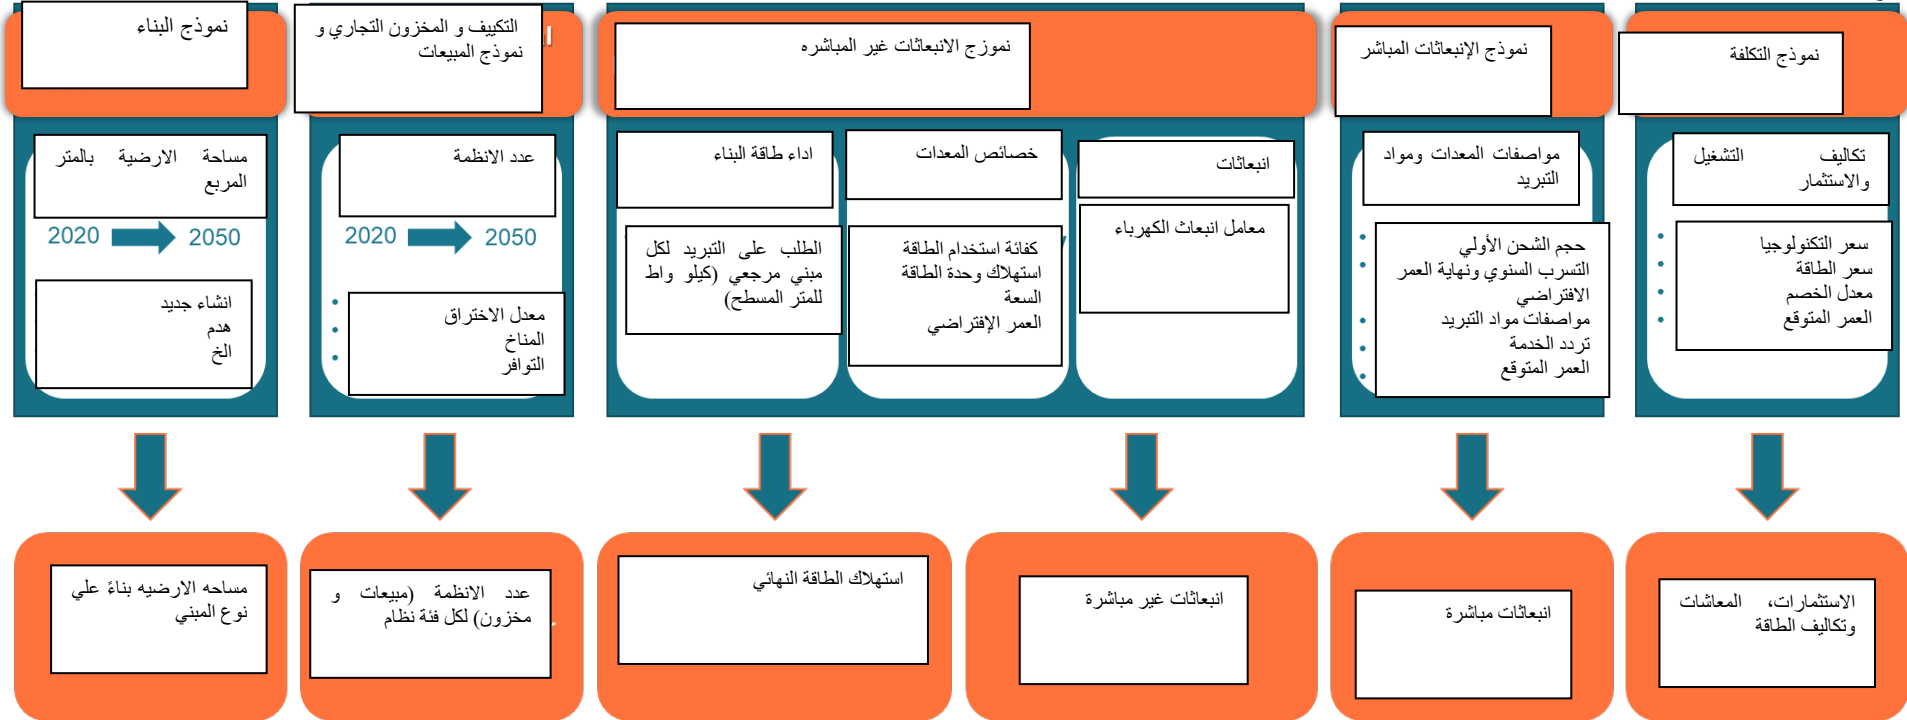 نموذج البناء
التكييف و المخزون التجاري و
نموذج المبيعات
نموزج الانبعاثات غير المباشره
نموذج الإنبعاثات المباشر
نموذج التكلفة
مساحة الارضية بالمتر
المربع
2020
2050
انشاء جديد
هدم
الخ
عدد الانظمة
2020
2050
معدل الاختراق
المناخ
التوافر
اداء طاقة البناء
الطلب على التبريد لكل
مبني مرجعي (كيلو واط
للمتر المسطح)
خصائص المعدات
كفائة استخدام الطاقة
استهلاك وحدة الطاقة
السعة
العمر الإفتراضي
انبعاثات
معامل انبعاث الكهرباء
مواصفات المعدات ومواد
التبريد
حجم الشحن الأولي
التسرب السنوي ونهاية العمر
الافتراضي
مواصفات مواد التبريد
تردد الخدمة
العمر المتوقع
تكاليف التشغيل
والاستثمار
سعر التكنولوجيا
سعر الطاقة
معدل الخصم
العمر المتوقع
مساحه الارضيه بناءً علي
نوع المبني
عدد الانظمة (مبيعات و
مخزون) لكل فئة نظام
استهلاك الطاقة النهائي
انبعاثات غير مباشرة
انبعاثات مباشرة
الاستثمارات، المعاشات
وتكاليف الطاقة